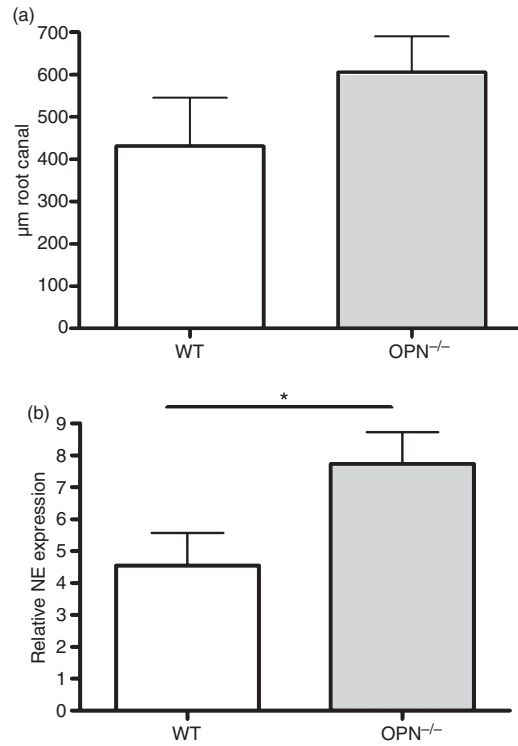 (a)
700
600
500
400
300
200
100
0
µm root canal
WT
OPN–/–
(b)
*
9
8
7
6
5
4
3
2
1
0
Relative NE expression
WT
OPN–/–